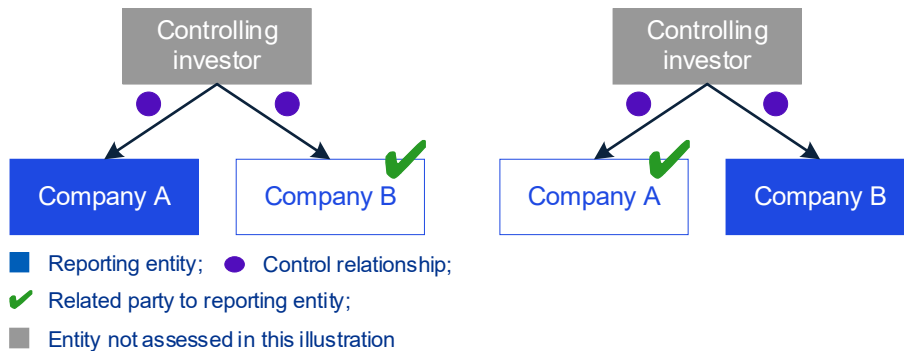 Controlling
investor
Controlling
investor
Company A
Company B
Company A
Company B
Reporting entity;
Control relationship;
Related party to reporting entity;
Entity not assessed in this illustration